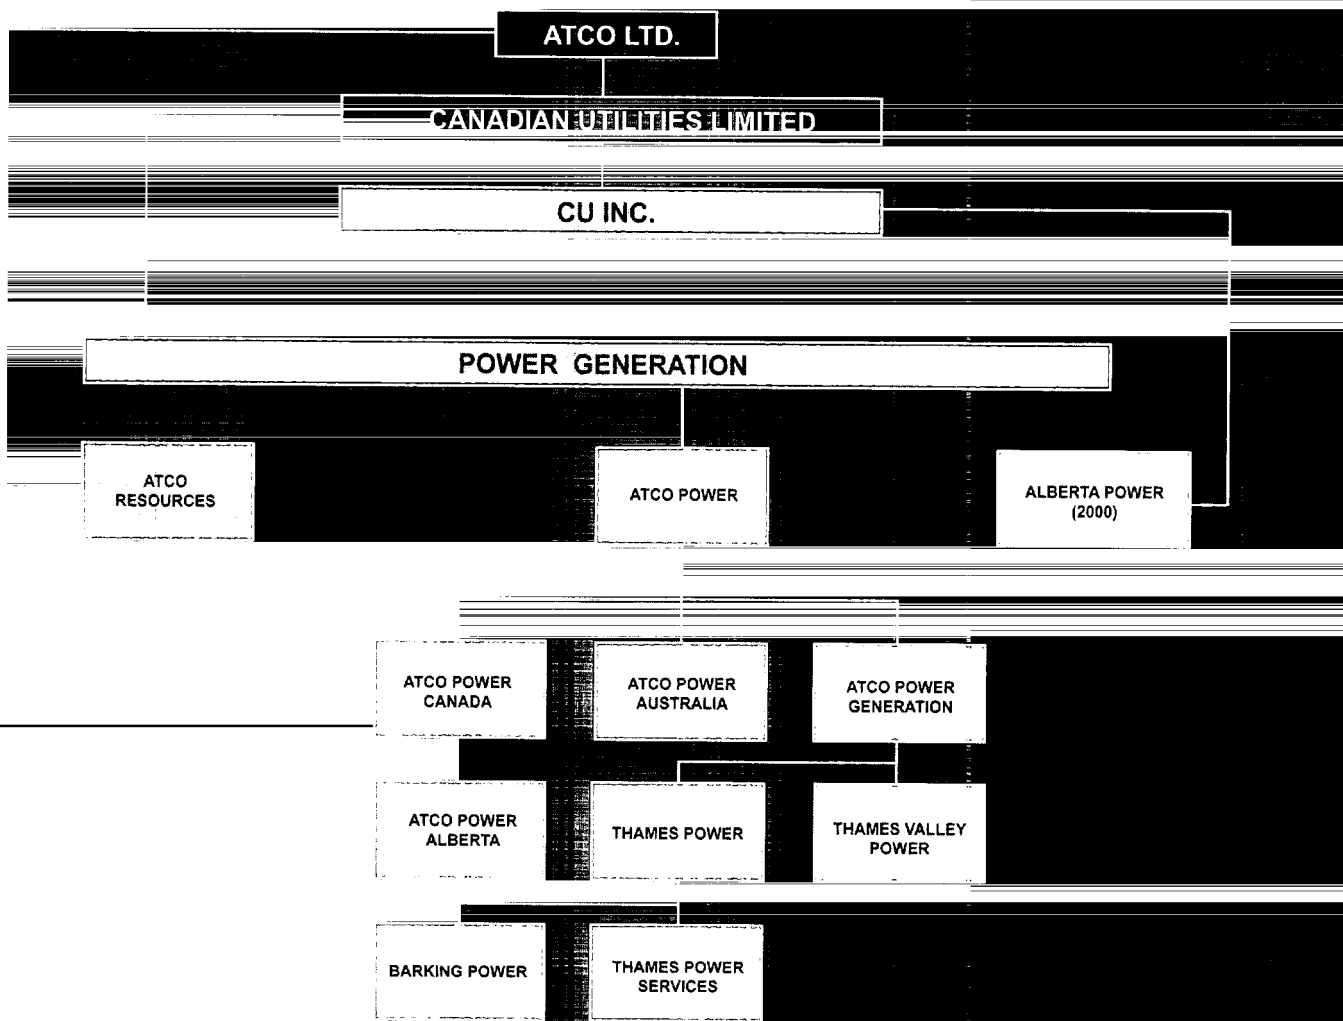 ATCO LTD.
CANADIAN UTILITIES LIMITED
CU INC.
POWER GENERATION
ATCO
RESOURCES
ATCO POWER
ALBERTA POWER
(2000)
ATCO POWER
CANADA
ATCO POWER
AUSTRALIA
ATCO POWER
GENERATION
ATCO POWER
ALBERTA
THAMES POWER
THAMES VALLEY
POWER
BARKING POWER
THAMES POWER
SERVICES